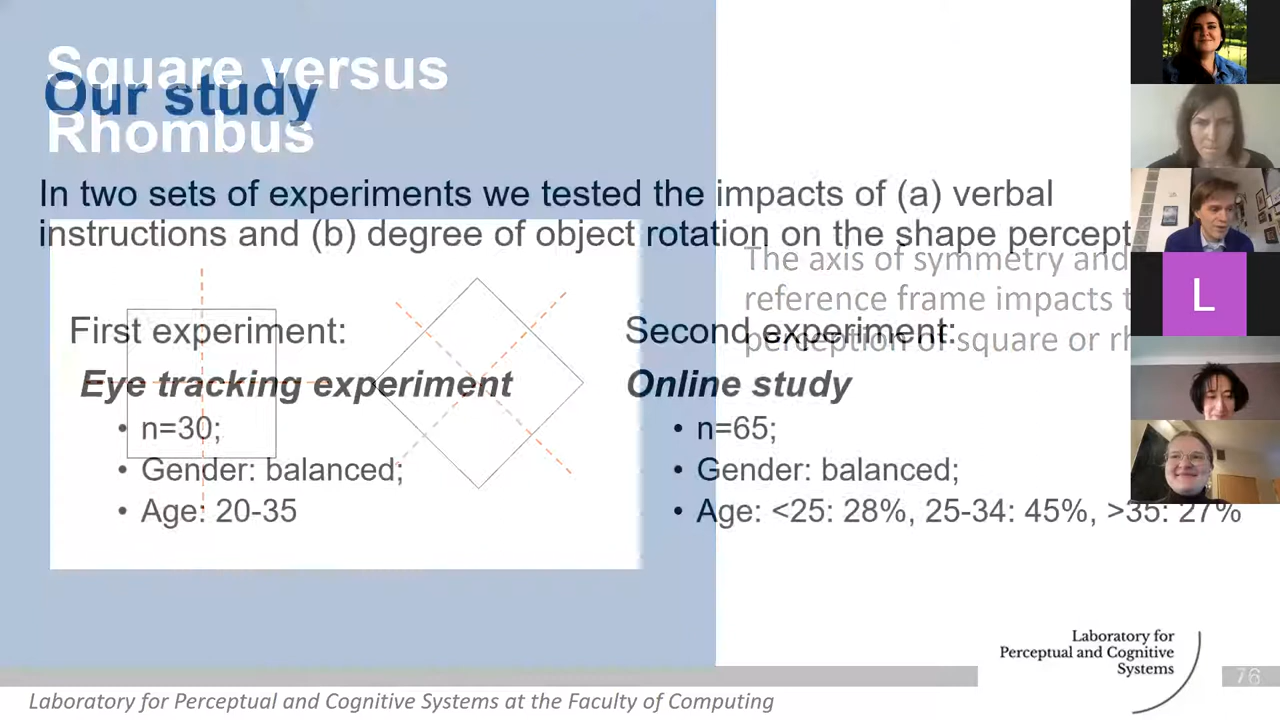 Square versus
Rhombus
Our study
In two sets of experiments we tested the impacts of (a) verbal
instructions and (b) degree of object rotation on the shape
The axis of symmetry and
reference frame impacts
perception of square or
First experiment:
Eye tracking experiment
• n=30;
• Gender: balanced;
• Age: 20-35
Second experiment:
Online study
• n=65;
• Gender: balanced;
• Age: <25: 28%, 25-34: 45%, >35: 27%
L
Laboratory for
Perceptual and Cognitive
Systems
76
Laboratory for Perceptual and Cognitive Systems at the Faculty of Computing